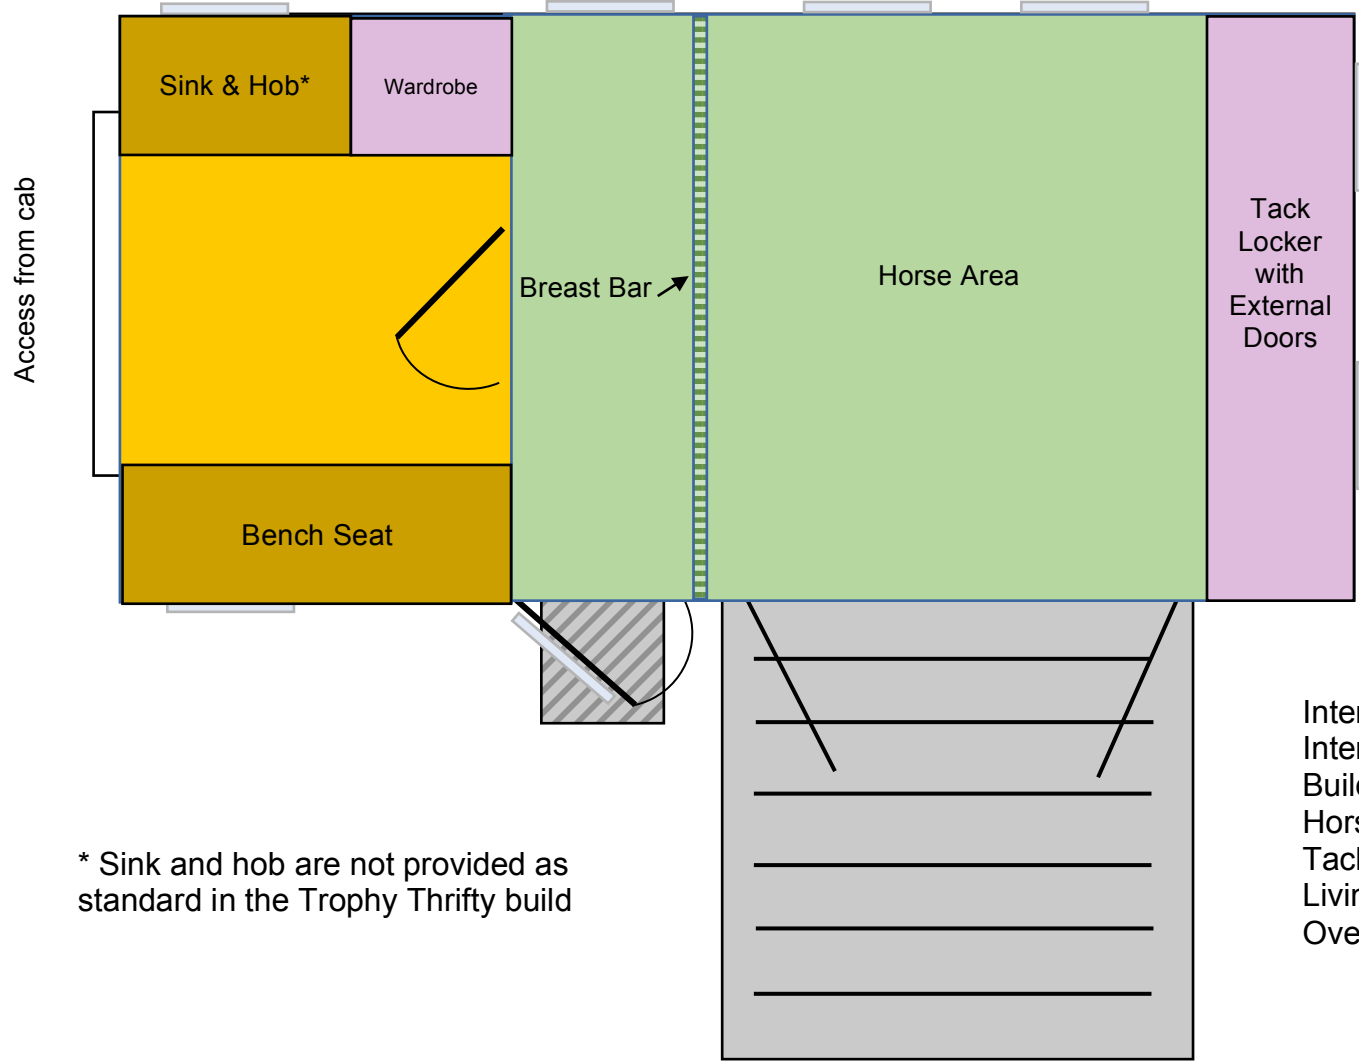 Sink & Hob*
Wardrobe
Access from cab
Breast Bar
Horse Area
Tack
Locker
with
External
Doors
Bench Seat
* Sink and hob are not provided as
standard in the Trophy Thrifty build